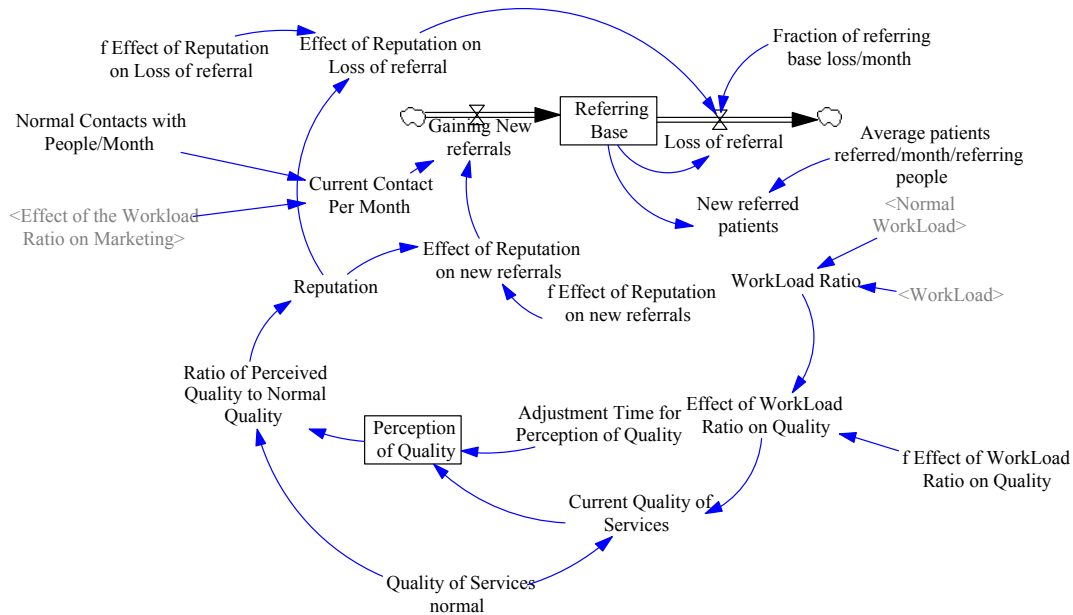 f Effect of Reputation
on Loss of referral
Effect of Reputation on
Loss of referral
Fraction of referring
base loss/month
Normal Contacts with
People/Month
Gaining New
referrals
Referring
Base
Loss of referral
Average patients
referred/month/referring
people
Current Contact
Per Month
New referred
patients
<Effect of the Workload
Ratio on Marketing>
<Normal
WorkLoad>
Effect of Reputation
on new referrals
Reputation
WorkLoad Ratio
<WorkLoad>
f Effect of Reputation
on new referrals
Ratio of Perceived
Quality to Normal
Quality
Perception
of Quality
Adjustment Time for
Perception of Quality
Effect of WorkLoad
Ratio on Quality
f Effect of WorkLoad
Ratio on Quality
Current Quality of
Services
Quality of Services
normal